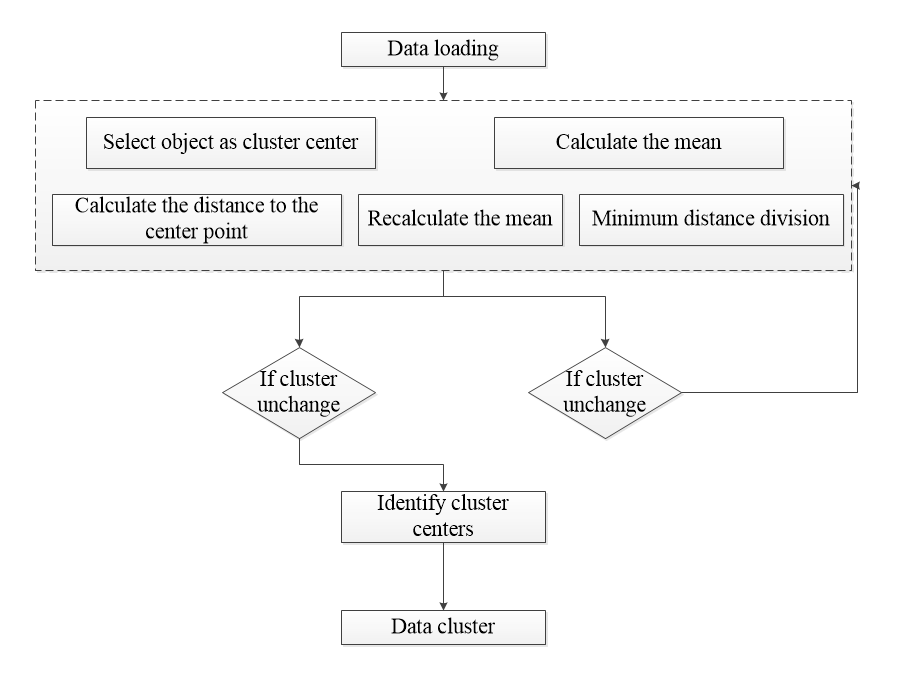 Data loading
Select object as cluster center
Calculate the mean
Calculate the distance to the
center point
Recalculate the mean
Minimum distance division
If cluster
unchange
If cluster
unchange
Identify cluster
centers
Data cluster